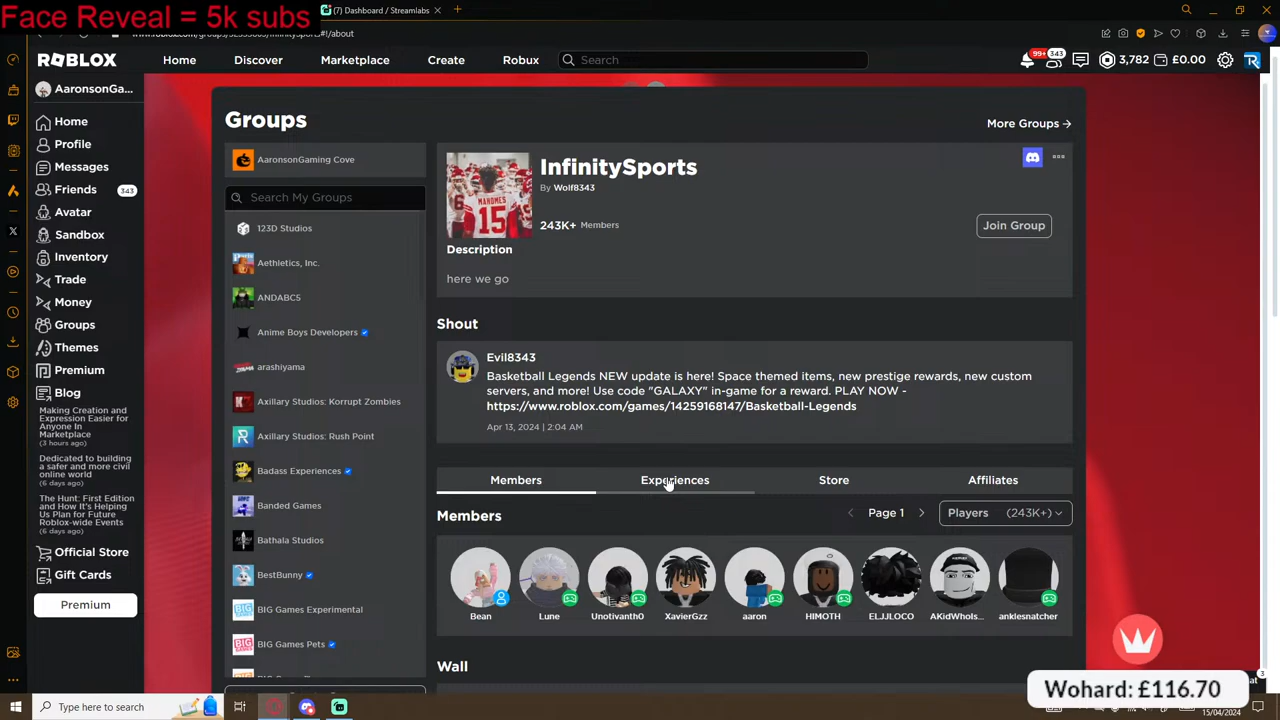 Face Reveal = 5k subs
(7) Dashboard / Streamlabs
ROBLOX
Home
Discover
Marketplace
Create
Robux
Search
99+
343
3,782
£0.00
AaronsonGa...
Home
Profile
Messages
Friends
343
Avatar
Sandbox
Inventory
Trade
Money
Groups
Themes
Premium
Blog
Making Creation and
Expression Easier for
Anyone In
Marketplace
(3 hours ago)
Dedicated to building
a safer and more civil
online world
(6 days ago)
The Hunt: First Edition
and How It's Helping
Us Plan for Future
Roblox-wide Events
(6 days ago)
Official Store
Gift Cards
Premium
Groups
More Groups
AaronsonGaming Cove
Search My Groups
123D Studios
Aethletics, Inc.
ANDABC5
Anime Boys Developers
arashiyama
Axillary Studios: Korrupt Zombies
Axillary Studios: Rush Point
Badass Experiences
Banded Games
Bathala Studios
BestBunny
BIG Games Experimental
BIG Games Pets
InfinitySports
By Wolf8343
243K+ Members
Join Group
MAHOMES
15
Description
here we go
Shout
Evil8343
Basketball Legends NEW update is here! Space themed items, new prestige rewards, new custom
servers, and more! Use code "GALAXY" in-game for a reward. PLAY NOW -
https://www.roblox.com/games/14259168147/Basketball-Legends
Apr 13, 2024 | 2:04 AM
Members
Experiences
Store
Affiliates
Members
Page 1
Players (243K+)
Bean
Lune
Unotivanth0
XavierGzz
aaron
HIMOTH
ELJJLOCO
AKidWhoIs...
anklesnatcher
Wall
Wohard: £116.70
Type here to search
15/04/2024